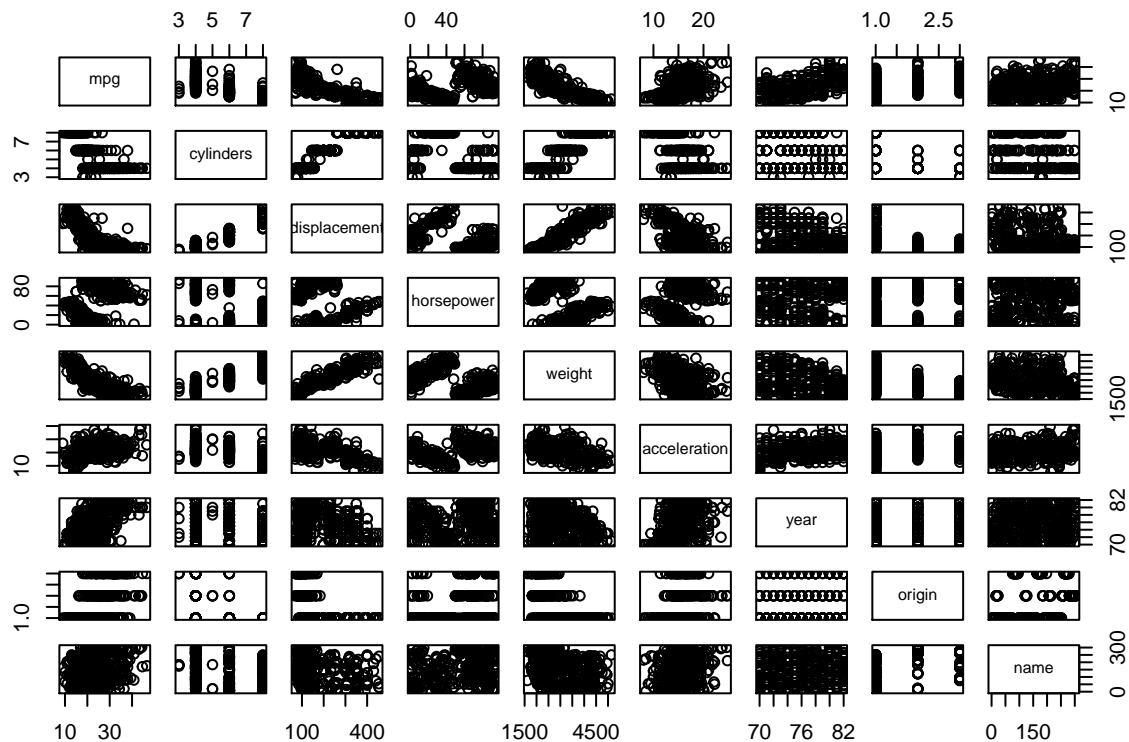 3 5 7 0 40 10 20 1.0 2.5
mpg 10
7 3 cylinders
displacement 100
80 0 horsepower
weight 1500
10 acceleration
year 82 70
1.0 origin
name 300 0
10 30 100 400 1500 4500 70 76 82 0 150